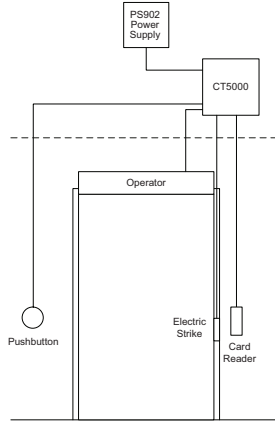 PS902
Power
Supply
CT5000
Operator
Electric
Strike
Pushbutton
Card
Reader